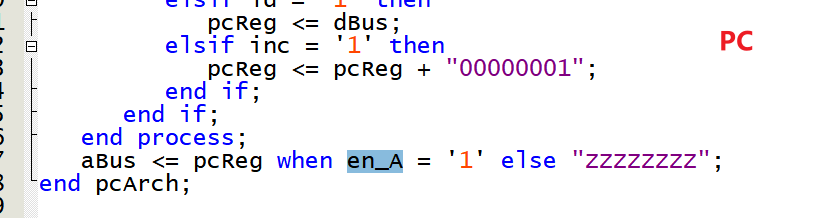 elsif ld = '1' then
pcReg <= dBus;
elsif inc = '1' then
pcReg <= pcReg + "00000001";
end if;
end if;
end process;
aBus <= pcReg when en_A = '1' else "ZZZZZZZZ";
end pcArch;
PC